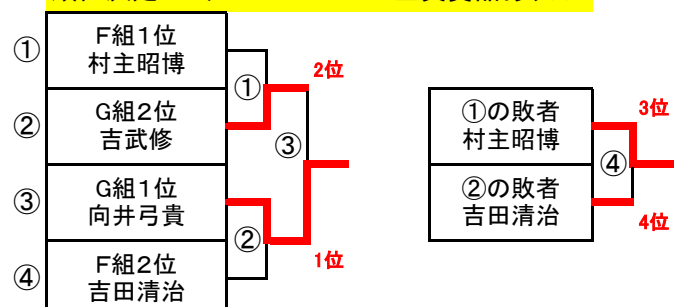 ① F組1位
村主昭博
② G組2位
吉武修
③ G組1位
向井弓貴
④ F組2位
吉田清治
①
②
③
2位
1位
①の敗者
村主昭博
②の敗者
吉田清治
④
3位
4位